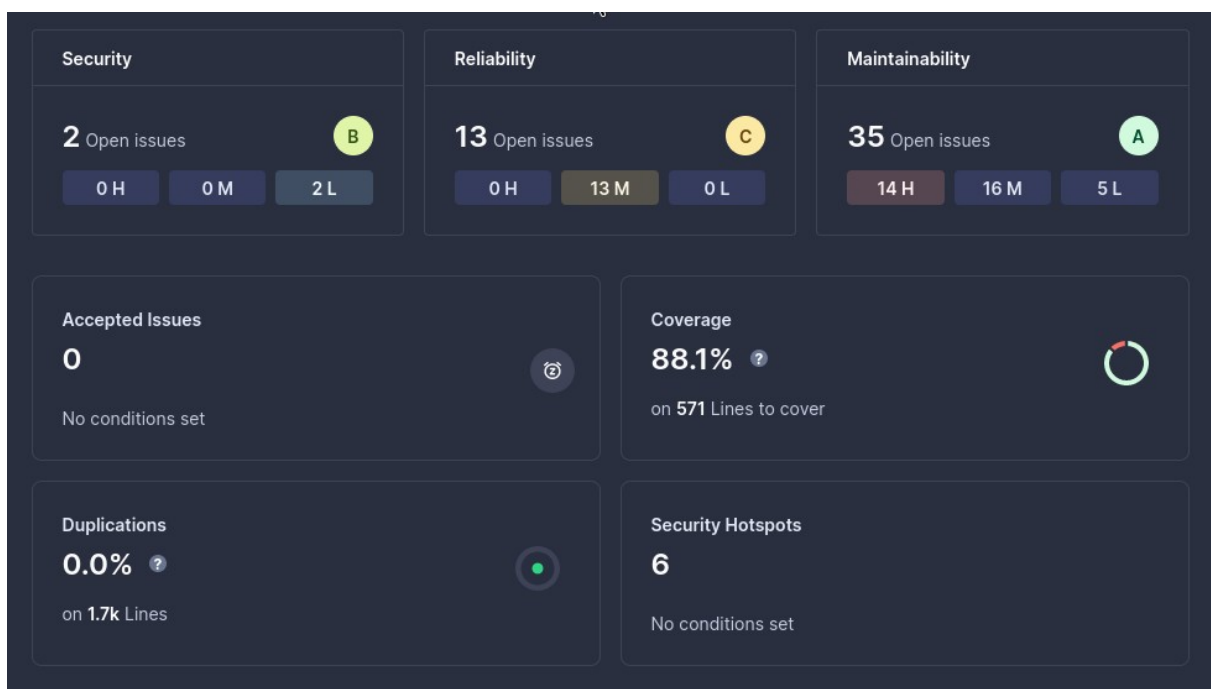 Security
Reliability
Maintainability
2 Open issues
B
13 Open issues
C
35 Open issues
A
0 H
0 M
2 L
0 H
13 M
0 L
14 H
16 M
5 L
Accepted Issues
0
z
No conditions set
Coverage
88.1% ?
on 571 Lines to cover
Duplications
0.0% ?
on 1.7k Lines
Security Hotspots
6
No conditions set